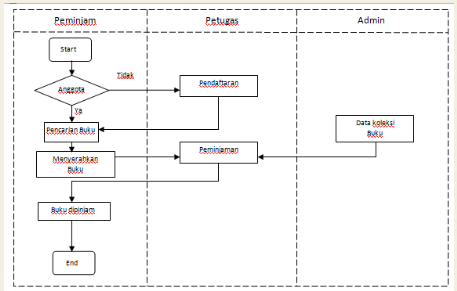 Peminjam
Petugas
Admin
Start
Anggota
Tidak
Pendaftaran
Ya
Pencarian Buku
Data koleksi
Buku
Menyerahkan
Buku
Peminjaman
Buku dipinjam
End